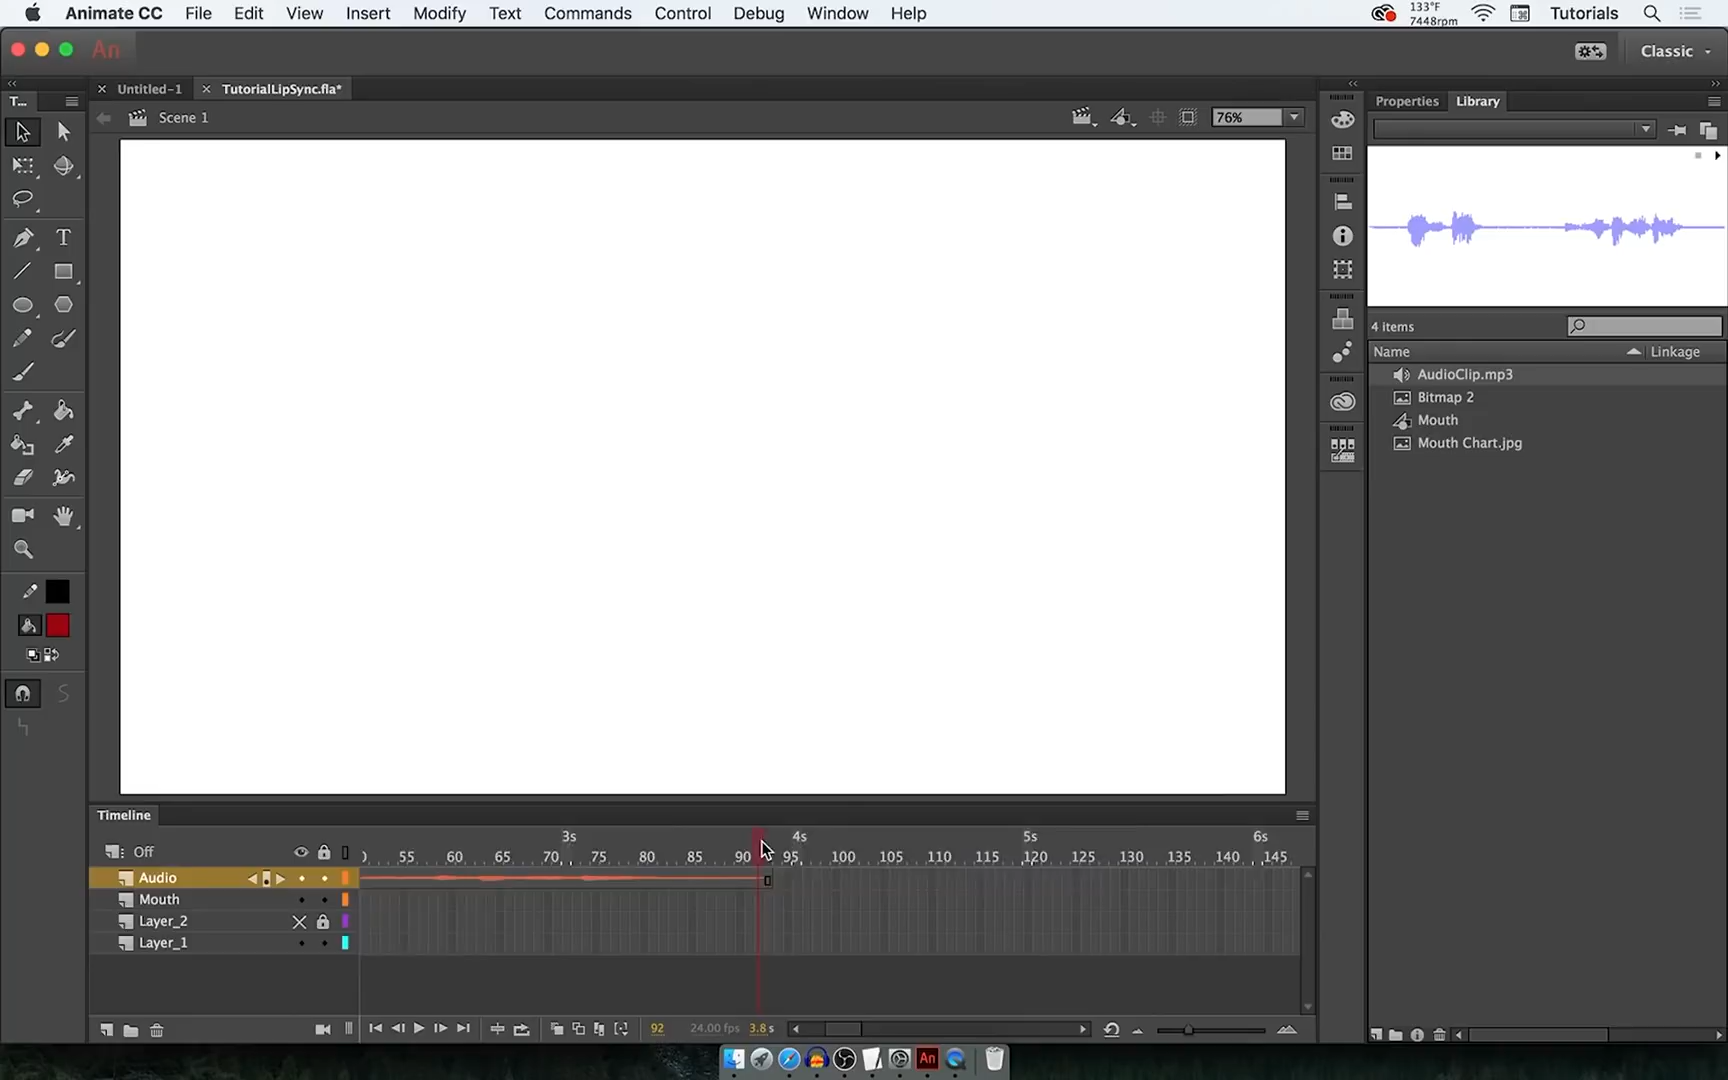 Animate CC File Edit View Insert Modify Text Commands Control Debug Window Help 133°F 7448rpm Tutorials
An Classic
T... Untitled-1 TutorialLipSync.fla* Properties Library
Scene 1 76%
4 items
Name Linkage
AudioClip.mp3
Bitmap 2
Mouth
Mouth Chart.jpg
Timeline
3s 4s 5s 6s
Off 55 60 65 70 75 80 85 90 95 100 105 110 115 120 125 130 135 140 145
Audio
Mouth
Layer_2
Layer_1
92 24.00 fps 3.8 s
An